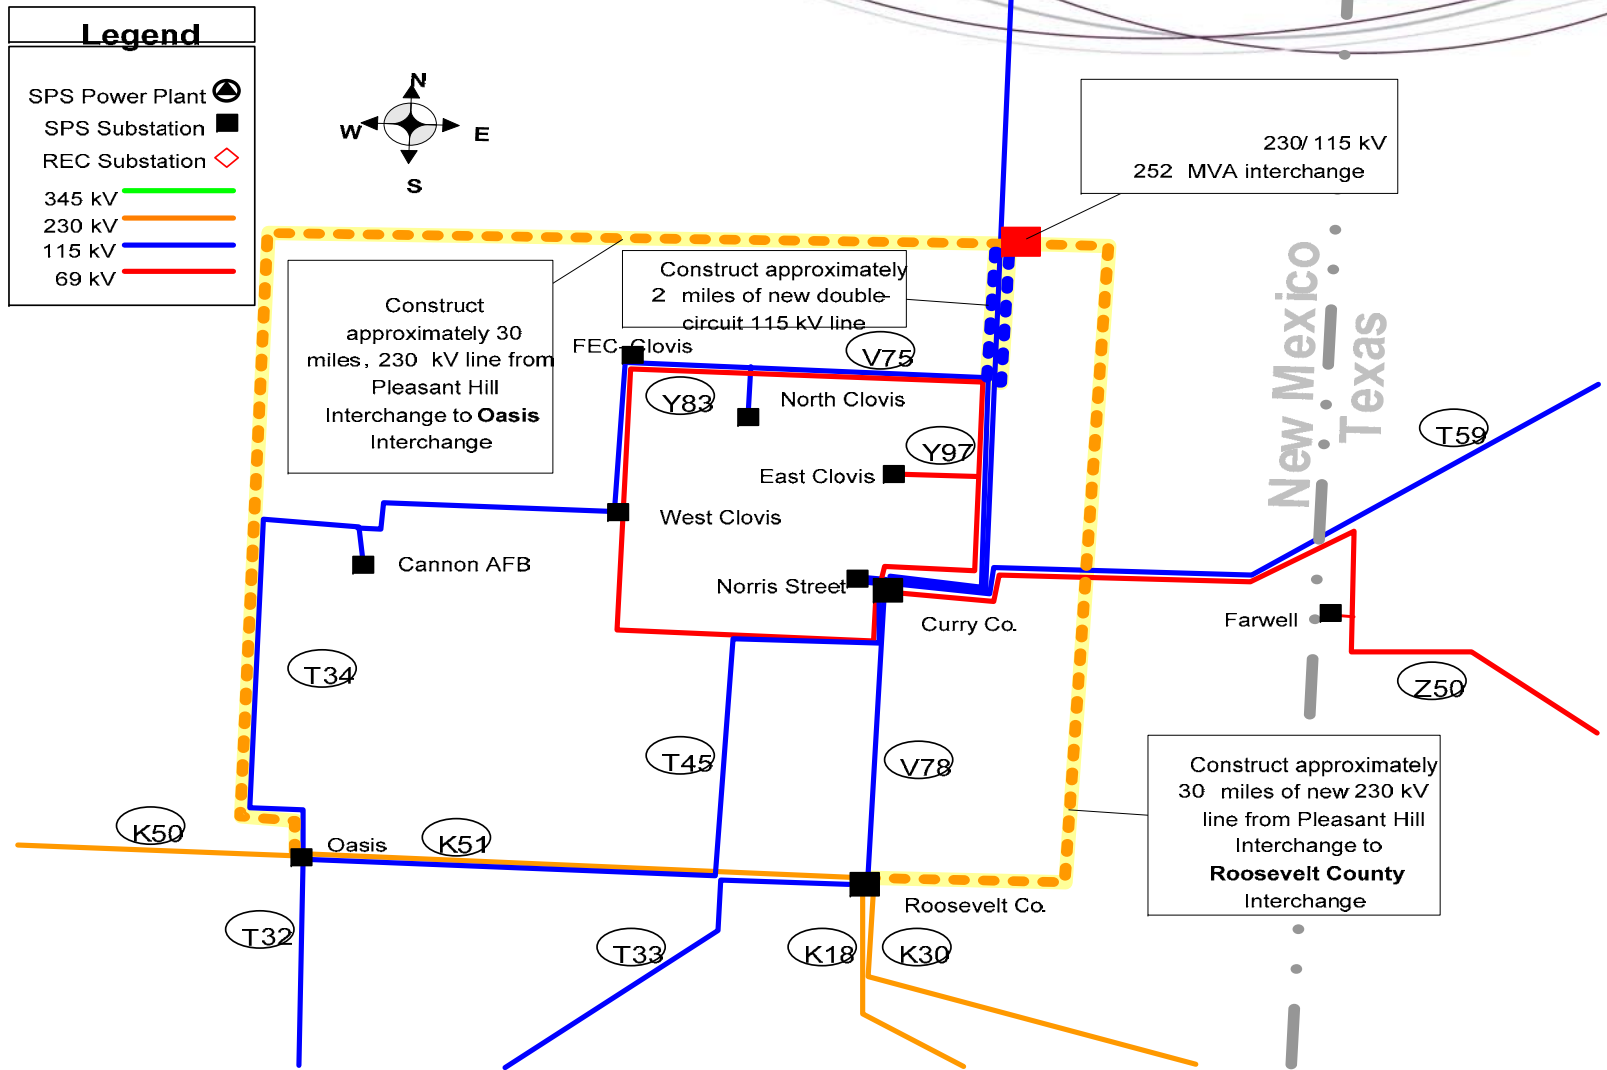 Legend
SPS Power Plant
SPS Substation
REC Substation
345 kV
230 kV
115 kV
69 kV
N
W
E
S
230/ 115 kV
252 MVA interchange
Construct
approximately 30
miles, 230 kV line from
Pleasant Hill
Interchange to Oasis
Interchange
Construct approximately
2 miles of new double-
circuit 115 kV line
FEC-Clovis
V75
Y83
North Clovis
Y97
East Clovis
West Clovis
Cannon AFB
Norris Street
Curry Co.
New Mexico
Texas
T59
Farwell
Z50
T34
T45
V78
Construct approximately
30 miles of new 230 kV
line from Pleasant Hill
Interchange to
Roosevelt County
Interchange
K50
Oasis
K51
Roosevelt Co.
T32
T33
K18
K30